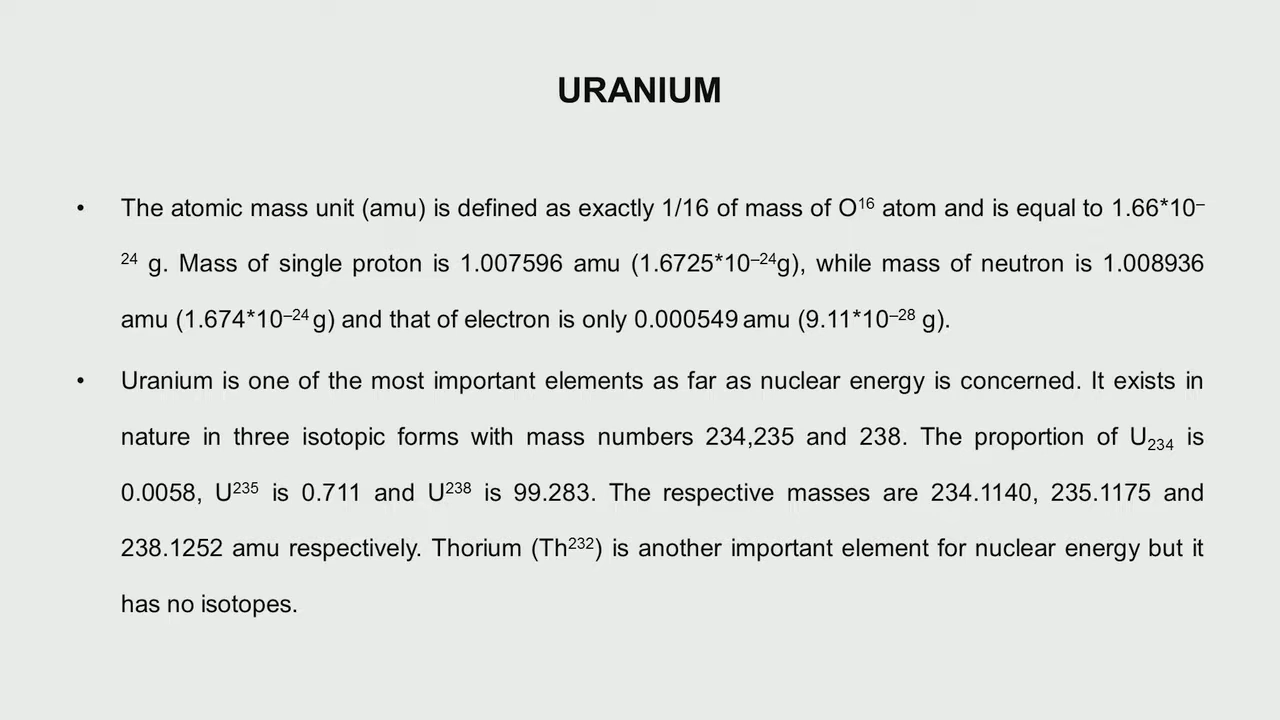 URANIUM
• The atomic mass unit (amu) is defined as exactly 1/16 of mass of O¹⁶ atom and is equal to 1.66*10⁻
²⁴ g. Mass of single proton is 1.007596 amu (1.6725*10⁻²⁴g), while mass of neutron is 1.008936
amu (1.674*10⁻²⁴ g) and that of electron is only 0.000549 amu (9.11*10⁻²⁸ g).
• Uranium is one of the most important elements as far as nuclear energy is concerned. It exists in
nature in three isotopic forms with mass numbers 234,235 and 238. The proportion of U₂₃₄ is
0.0058, U²³⁵ is 0.711 and U²³⁸ is 99.283. The respective masses are 234.1140, 235.1175 and
238.1252 amu respectively. Thorium (Th²³²) is another important element for nuclear energy but it
has no isotopes.